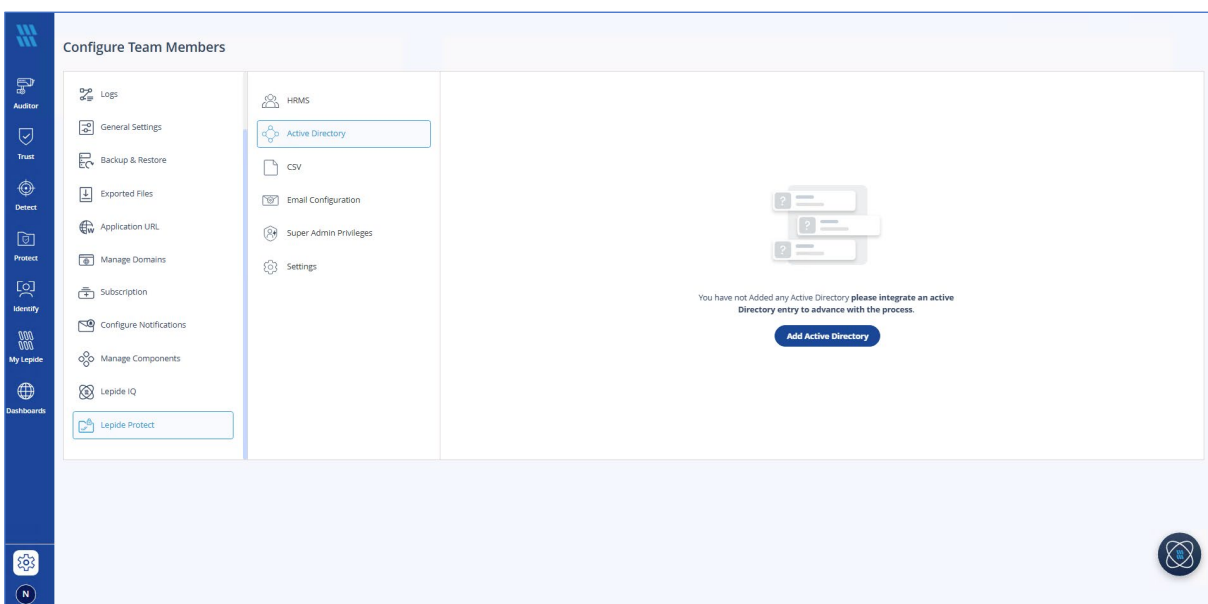 Configure Team Members
Auditor
Trust
Detect
Protect
Identify
My Lepide
Dashboards
N
Logs
General Settings
Backup & Restore
Exported Files
W
Application URL
Manage Domains
Subscription
Configure Notifications
Manage Components
Lepide IQ
Lepide Protect
HRMS
Active Directory
CSV
Email Configuration
Super Admin Privileges
Settings
?
?
?
You have not Added any Active Directory please integrate an active
Directory entry to advance with the process.
Add Active Directory